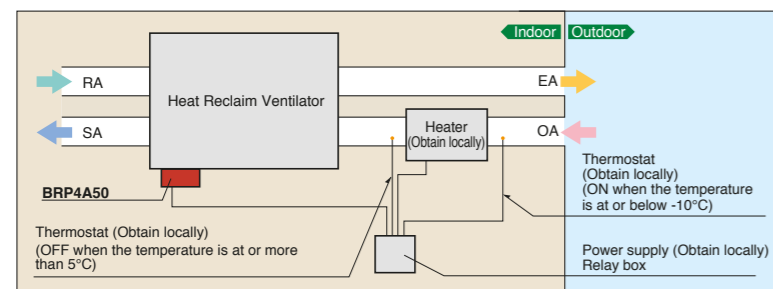 Indoor Outdoor
RA
Heat Reclaim Ventilator
EA
SA
Heater
(Obtain locally)
OA
BRP4A50
Thermostat
(Obtain locally)
(ON when the temperature
is at or below -10°C)
Thermostat (Obtain locally)
(OFF when the temperature is at or more
than 5°C)
Power supply (Obtain locally)
Relay box